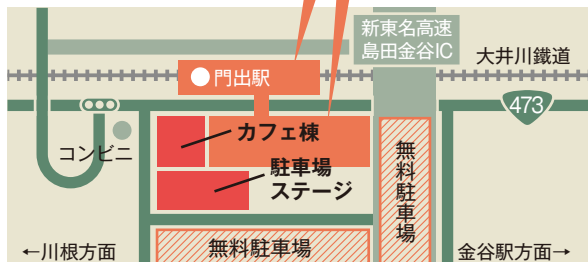 新東名高速
島田金谷IC
大井川鐵道
門出駅
473
カフェ棟
コンビニ
駐車場
ステージ
無料駐車場
無料駐車場
←川根方面
金谷駅方面→